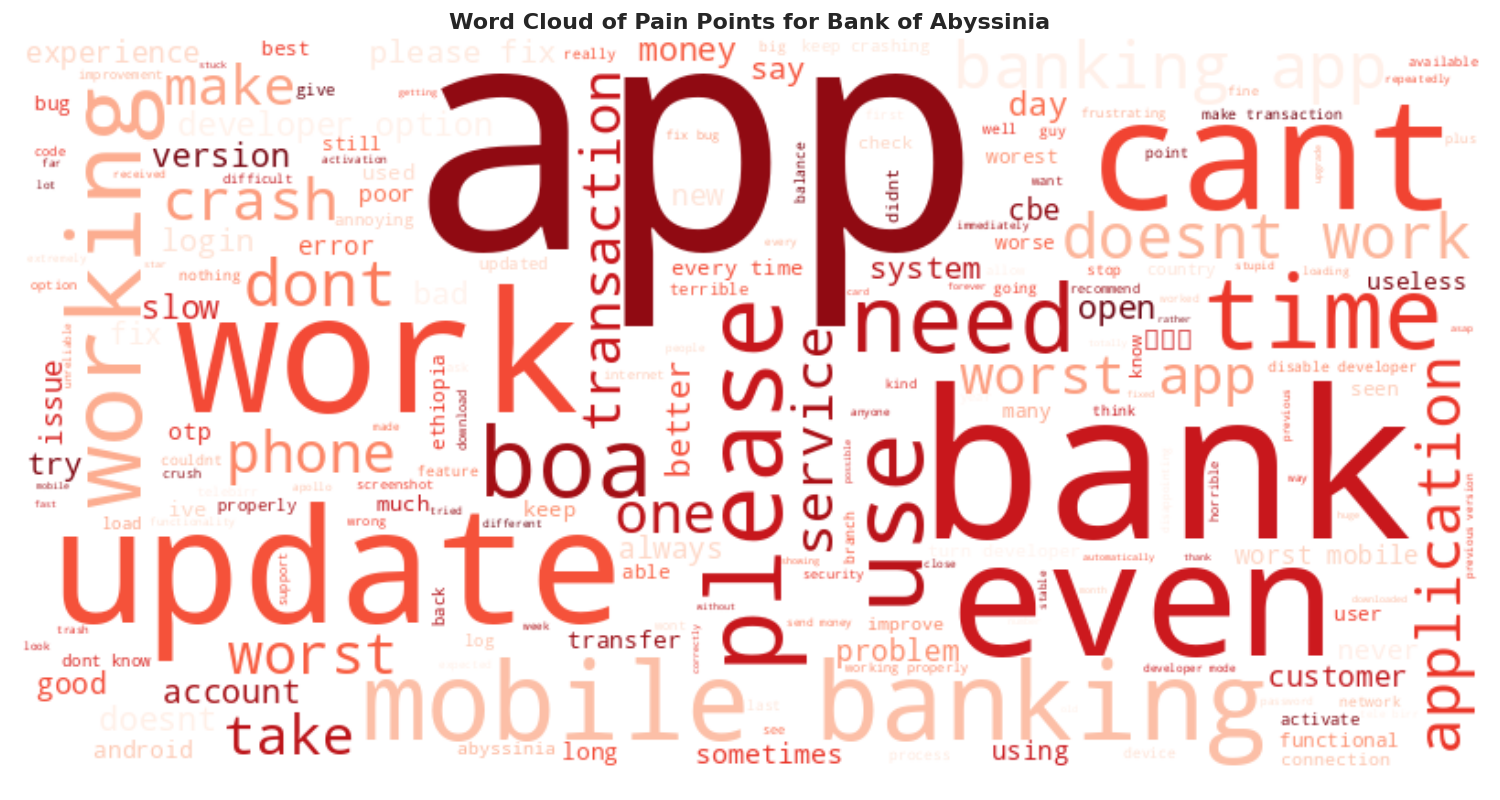 Word Cloud of Pain Points for Bank of Abyssinia
experience
best
please fix
really
money
big
keep crashing
banking app
available
improvement
stuck
say
repeatedly
bug
make
give
getting
app
day
fine
frustrating
cant
developer option
transaction
fix bug
first
well
guy
make transaction
plus
code
far
version
still
activation
check
worest
point
upgrade
working
received
difficult
used
balance
want
lot
crash
poor
new
didnt
cbe
annoying
immediately
login
error
every
worse
doesnt work
extremely
star
nothing
updated
every time
system
stop
country
stupid
loading
option
dont
terrible
card
forever
going
recommend
useless
slow
bad
please
need
open
worked
time
rather
asap
fix
work
unreliable
people
know
issue
ethiopia
internet
better
service
kind
worst app
fixed
disable developer
seen
otp
made
download
anyone
many
think
previous
application
try
couldnt
phone
boa
use
bank
crush
feature
possible
horrible
way
mobile
apollo
screenshot
fast
ive
properly
much
tried
keep
one
branch
huge
previous version
load
functionality
wrong
different
always
turn developer
worst mobile
update
support
able
showing
security
close
automatically
thank
even
stable
month
back
without
downloaded
trash
week
wont
send money
improve
user
look
log
transfer
correctly
problem
never
dont know
worst
working properly
developer mode
customer
good
account
mobile banking
password
network
doesnt
last
activate
take
see
functional
android
abyssinia
long
sometimes
process
using
device
connection